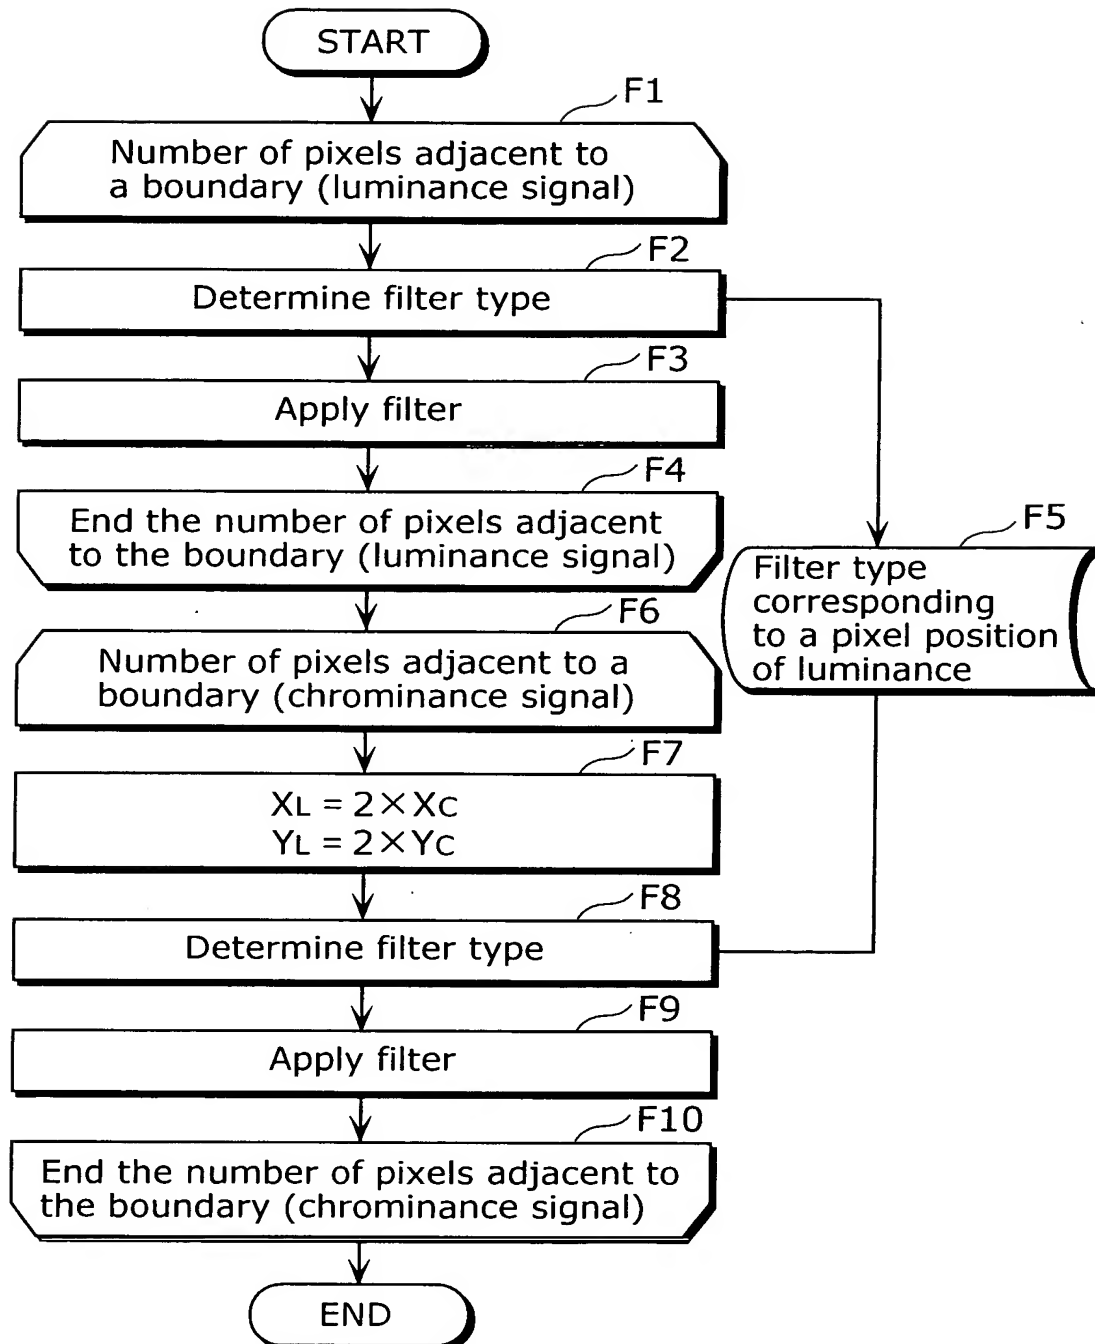 START
F1
Number of pixels adjacent to
a boundary (luminance signal)
F2
Determine filter type
F3
Apply filter
F4
End the number of pixels adjacent
to the boundary (luminance signal)
F5
Filter type
corresponding
to a pixel position
of luminance
F6
Number of pixels adjacent to a
boundary (chrominance signal)
F7
XL = 2×XC
YL = 2×YC
F8
Determine filter type
F9
Apply filter
F10
End the number of pixels adjacent to
the boundary (chrominance signal)
END